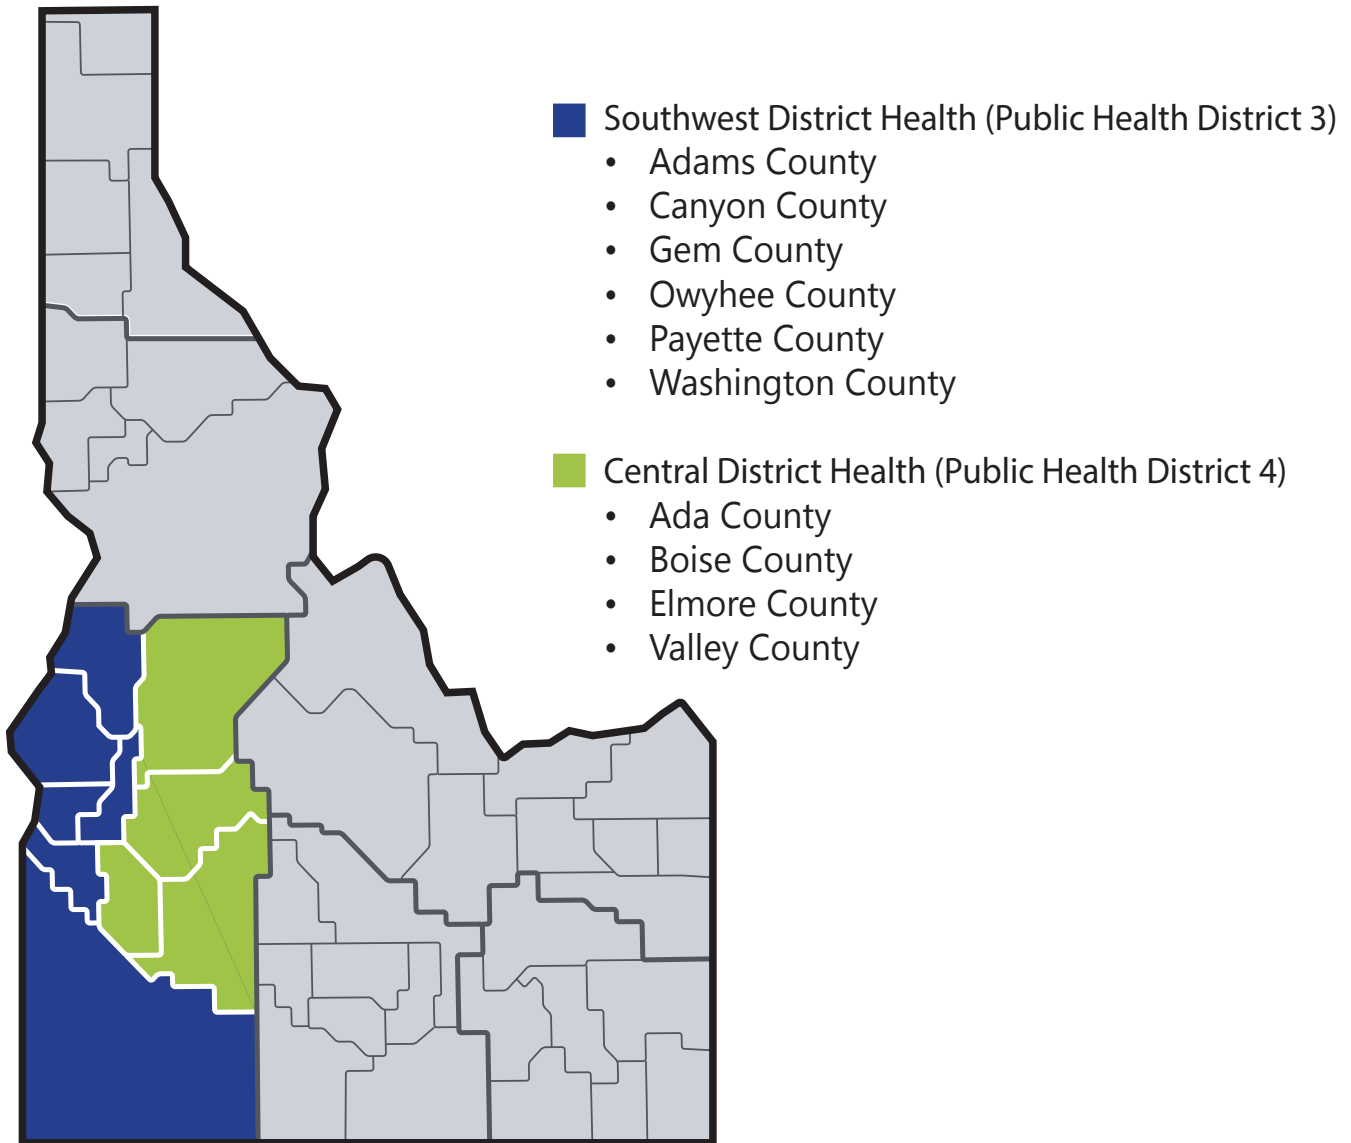 Southwest District Health (Public Health District 3)
• Adams County
• Canyon County
• Gem County
• Owyhee County
• Payette County
• Washington County
Central District Health (Public Health District 4)
• Ada County
• Boise County
• Elmore County
• Valley County